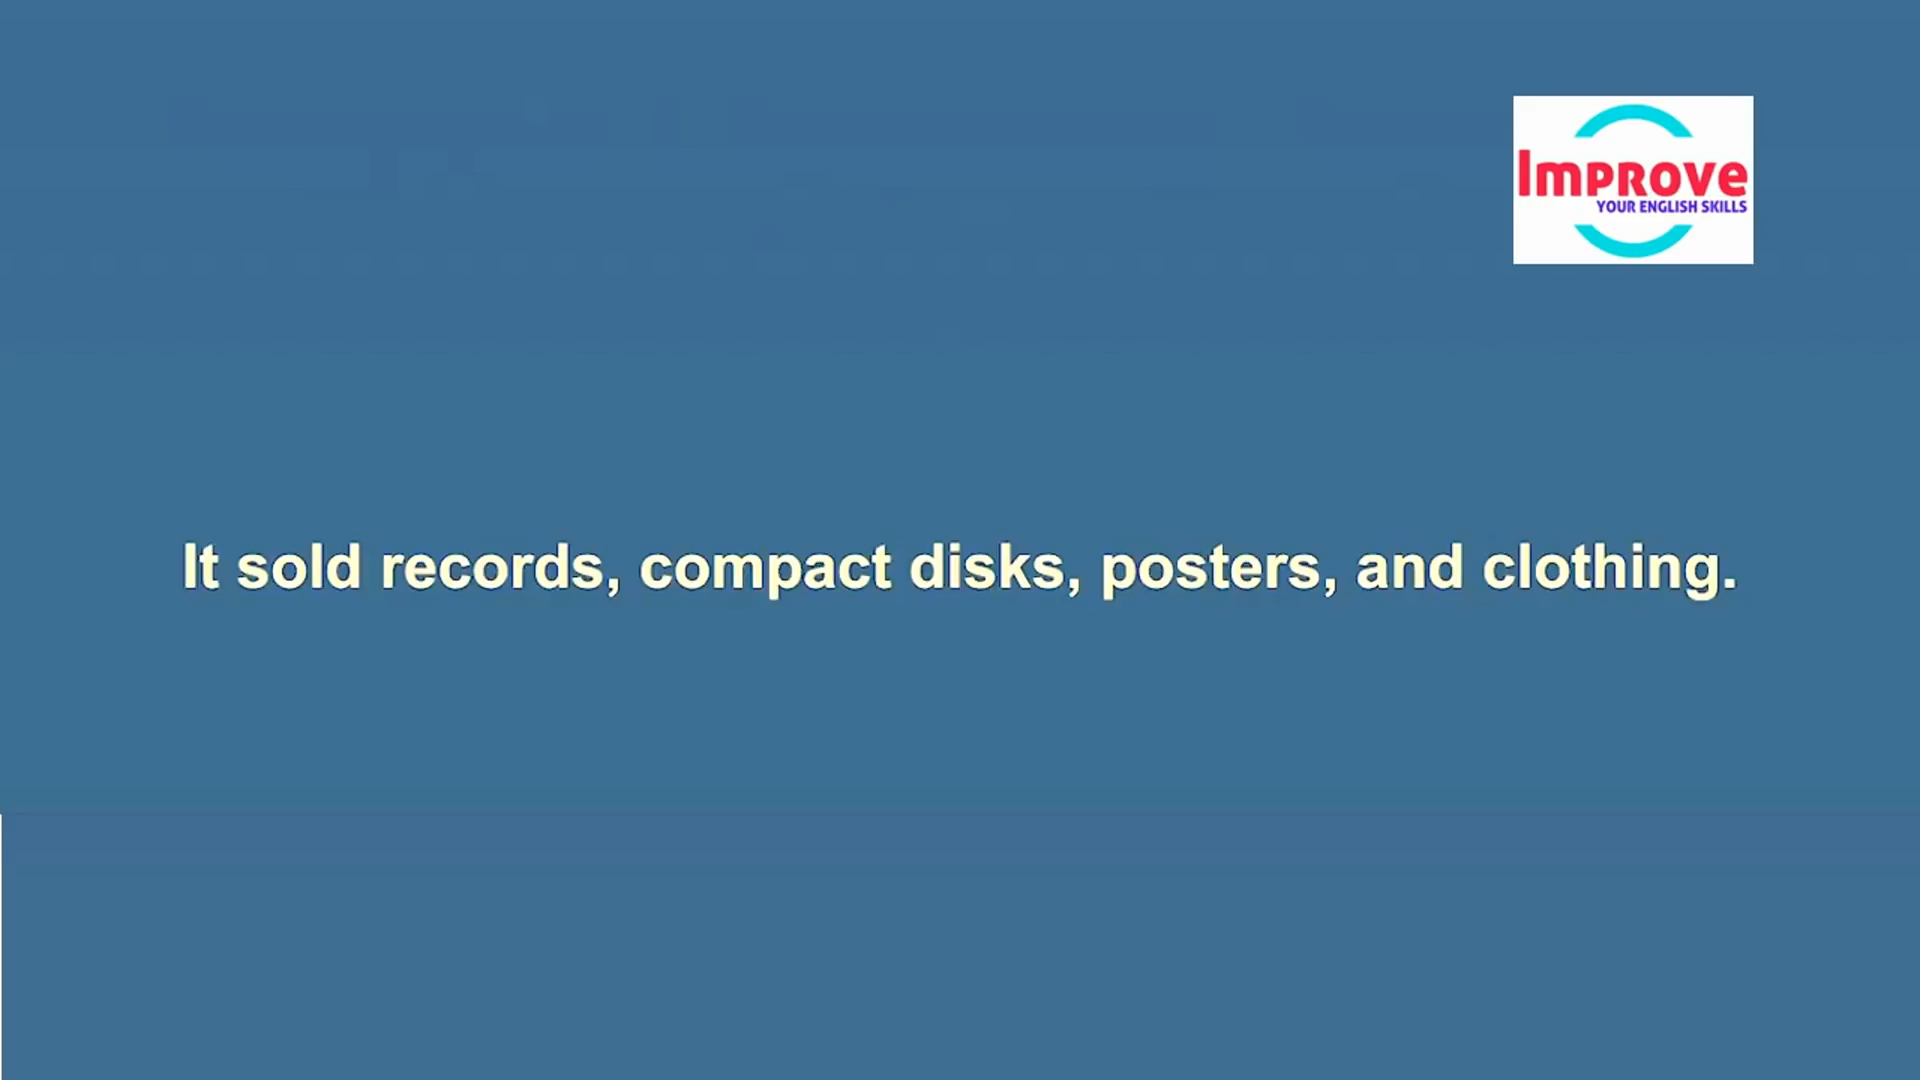 Improve
YOUR ENGLISH SKILLS
It sold records, compact disks, posters, and clothing.